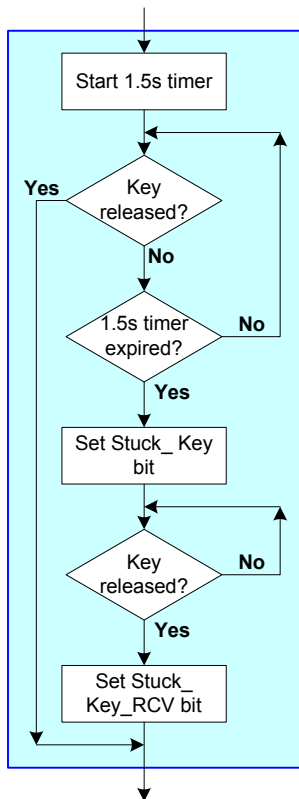 Start 1.5s timer
Yes
Key
released?
No
1.5s timer
expired?
No
Yes
Set Stuck_ Key
bit
Key
released?
No
Yes
Set Stuck_
Key_RCV bit